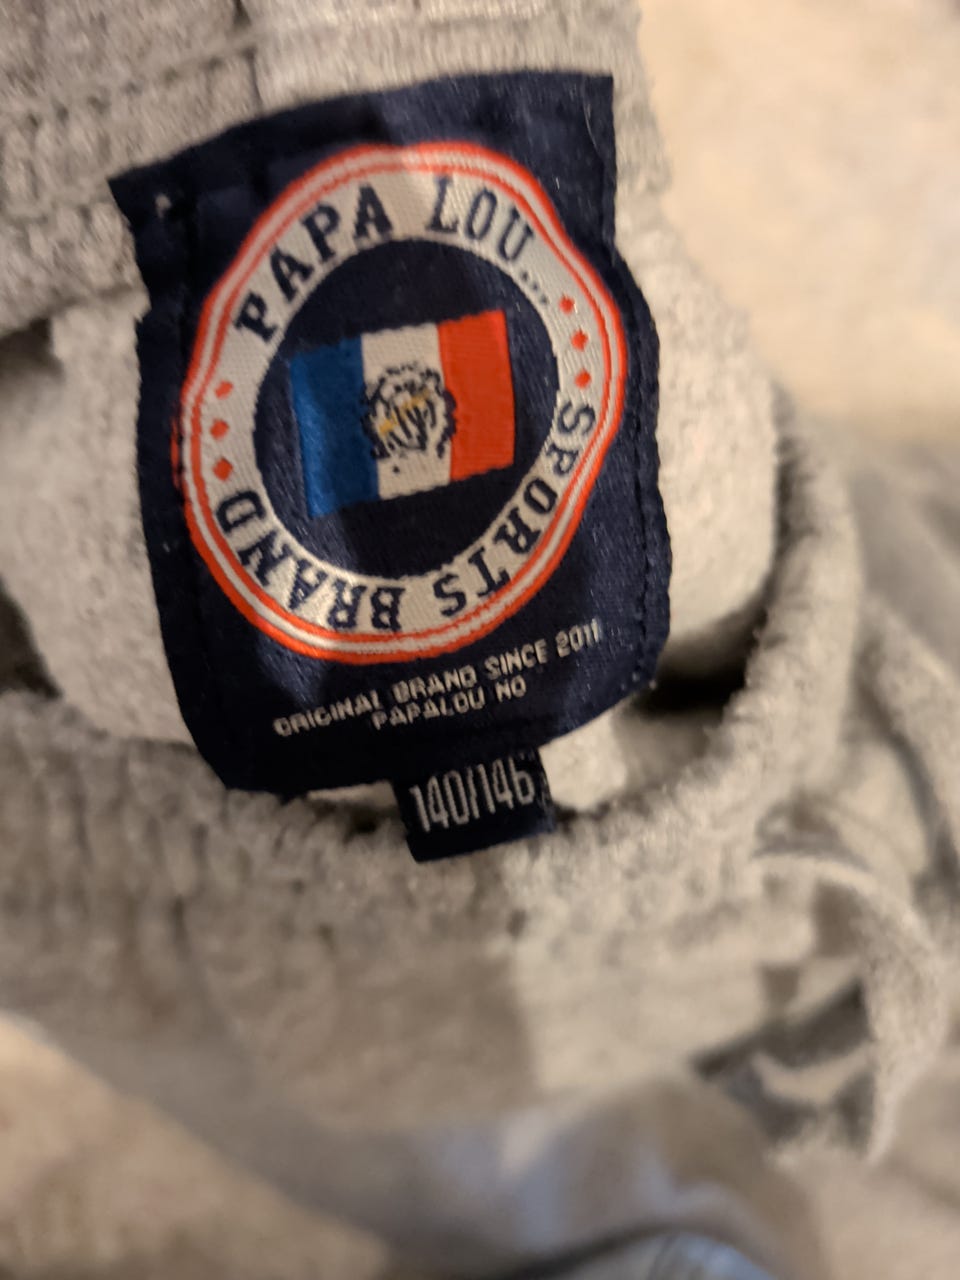 PAPA LOU...
SPORTS BRAND
ORIGINAL BRAND SINCE 2011
PAPALOU NO
140/146